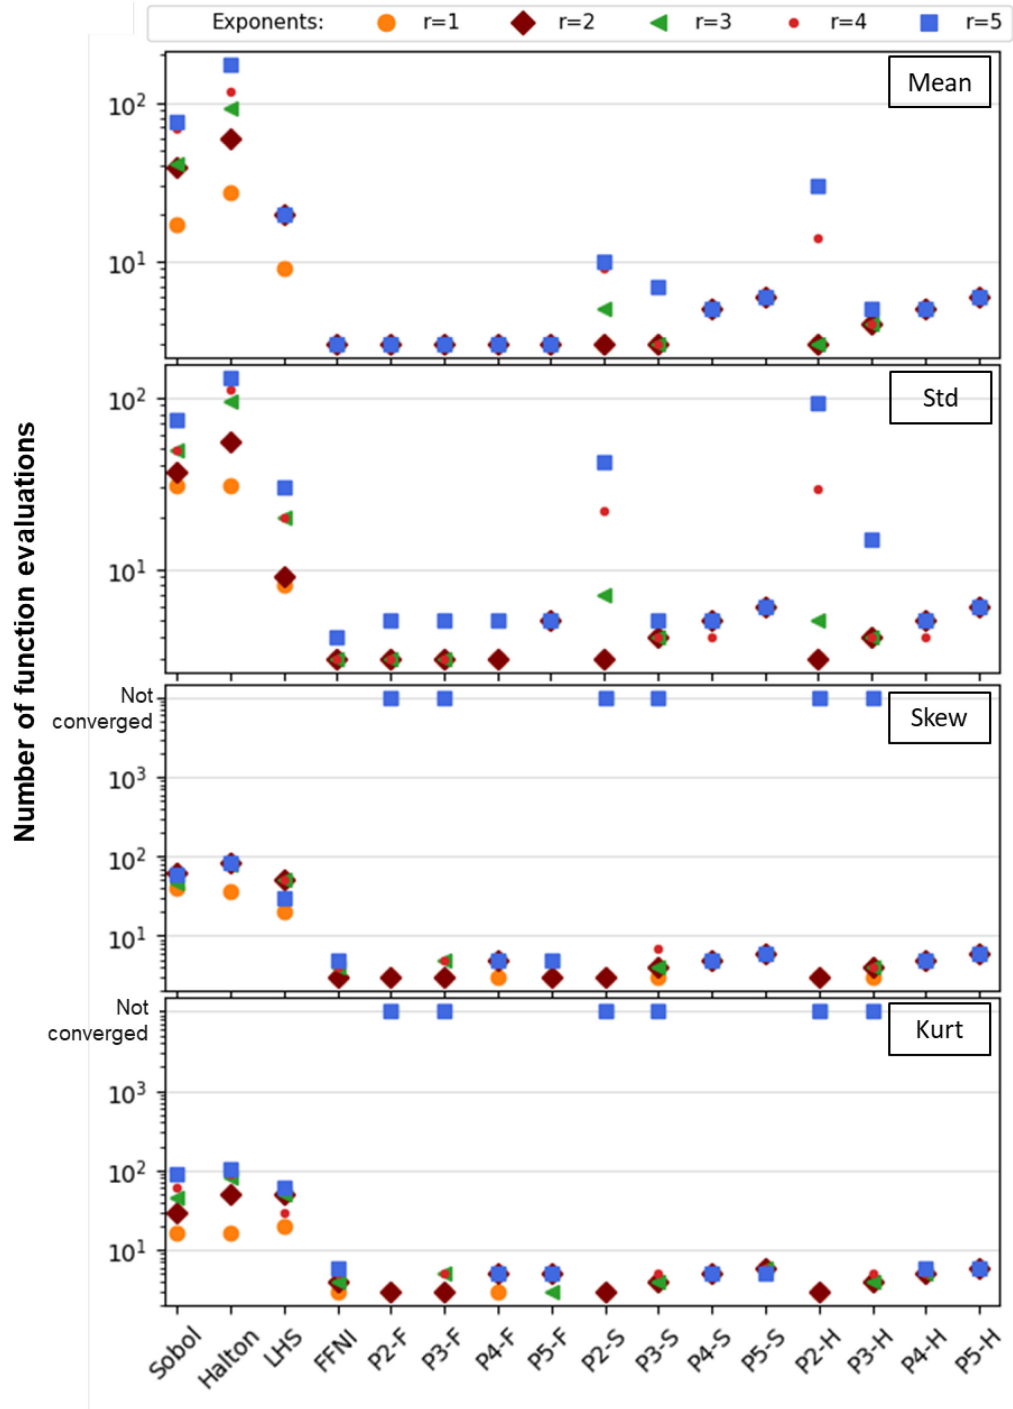 Exponents: r=1 r=2 r=3 r=4 r=5
Number of function evaluations
Mean
10²
10¹
Std
10²
10¹
Not
converged
Skew
10³
10²
10¹
Not
converged
Kurt
10³
10²
10¹
Sobol Halton LHS FFNI P2-F P3-F P4-F P5-F P2-S P3-S P4-S P5-S P2-H P3-H P4-H P5-H